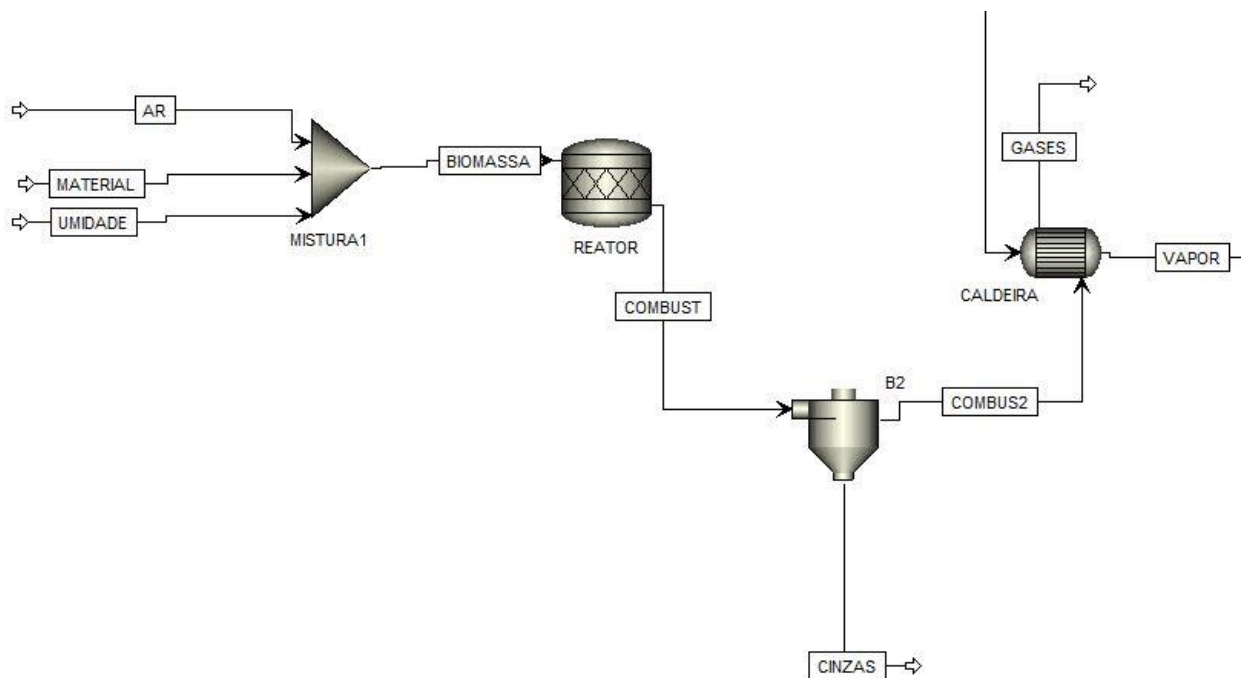 AR
MATERIAL
UMIDADE
MISTURA1
BIOMASSA
REATOR
COMBUST
B2
COMBUS2
CINZAS
GASES
CALDEIRA
VAPOR